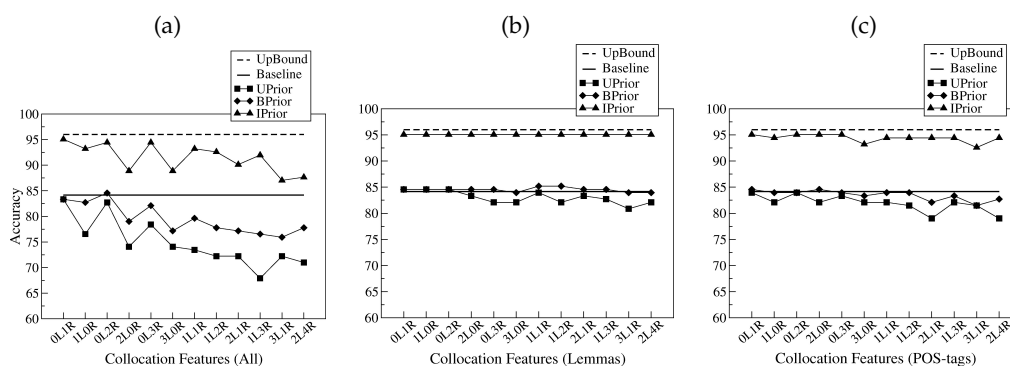 (a)
UpBound
Baseline
UPrior
BPrior
IPrior
100
95
90
85
80
75
70
65
60
Accuracy
0L1R
1L0R
0L2R
2L0R
0L3R
3L0R
1L1R
1L2R
2L1R
1L3R
3L1R
2L4R
Collocation Features (All)
(b)
UpBound
Baseline
UPrior
BPrior
IPrior
100
95
90
85
80
75
70
65
60
0L1R
1L0R
0L2R
2L0R
0L3R
3L0R
1L1R
1L2R
2L1R
1L3R
3L1R
2L4R
Collocation Features (Lemmas)
(c)
UpBound
Baseline
UPrior
BPrior
IPrior
100
95
90
85
80
75
70
65
60
0L1R
1L0R
0L2R
2L0R
0L3R
3L0R
1L1R
1L2R
2L1R
1L3R
3L1R
2L4R
Collocation Features (POS-tags)